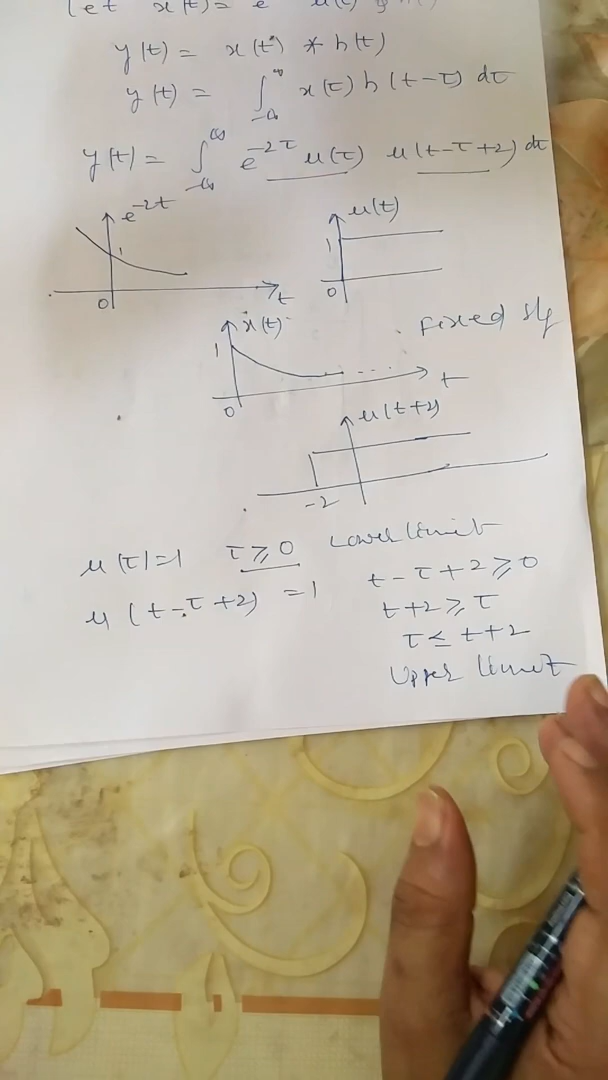 Let x(t) = e
y(t) = x(t) * h(t)
y(t) = ∫_{-∞}^{∞} x(τ) h(t-τ) dτ
y(t) = ∫_{-∞}^{∞} e^{-2τ} u(τ) u(t-τ+2) dτ
e^{-2t} 1 0 t
u(t) 1 0
x(t) 1 0 t
Fixed sig
u(t+2) -2
u(τ)=1 τ ≥ 0 Lower limit
u(t-τ+2) = 1 t-τ+2 ≥ 0
t+2 ≥ τ
τ ≤ t+2
Upper limit